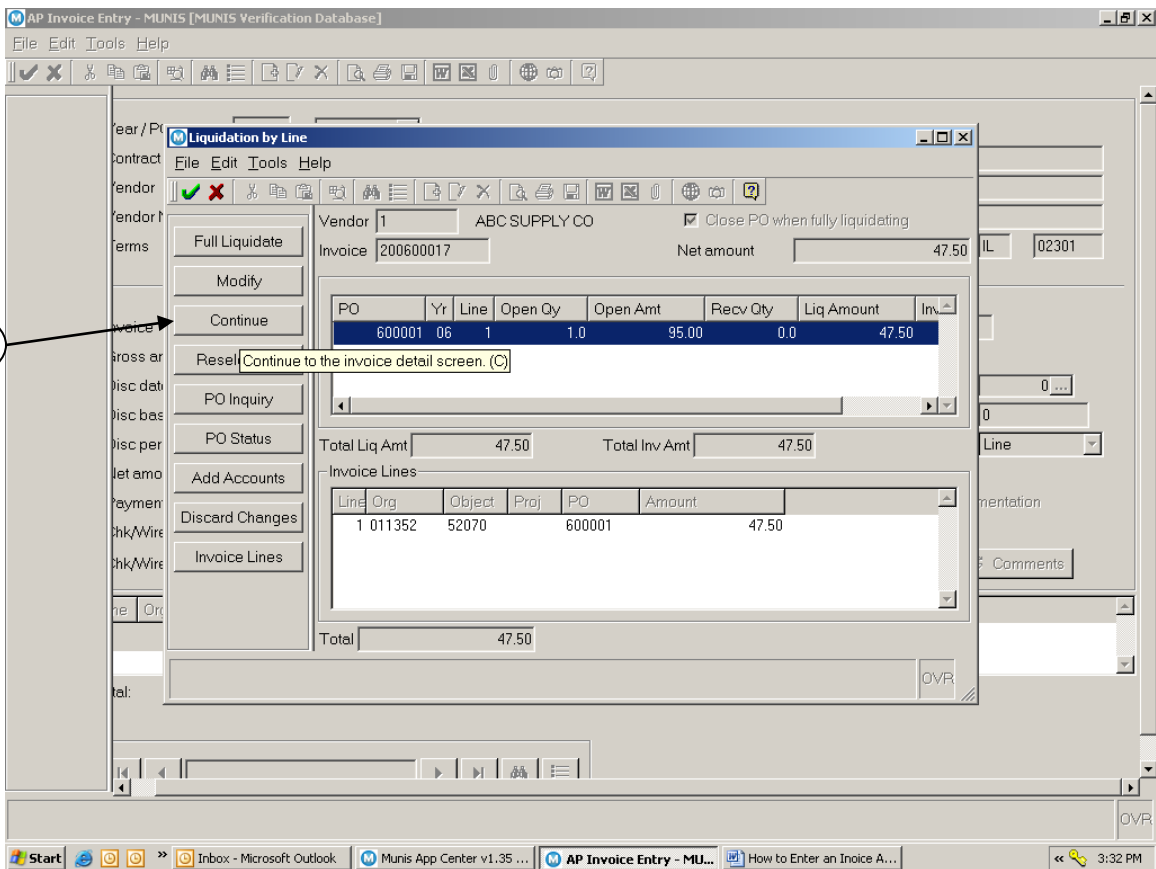 AP Invoice Entry - MUNIS [MUNIS Verification Database]
File Edit Tools Help
Year / P
Contract
Vendor
Vendor N
Terms
IL 02301
Liquidation by Line
File Edit Tools Help
Full Liquidate
Modify
Continue
PO Inquiry
PO Status
Add Accounts
Discard Changes
Invoice Lines
Vendor 1 ABC SUPPLY CO Close PO when fully liquidating
Invoice 200600017 Net amount 47.50
PO Yr Line Open Qy Open Amt Recv Qty Liq Amount Inv
600001 06 1 1.0 95.00 0.0 47.50
Resel
Continue to the invoice detail screen. (C)
Total Liq Amt 47.50 Total Inv Amt 47.50
Invoice Lines
Line Org Object Proj PO Amount
1 011352 52070 600001 47.50
Total 47.50
OVR
nvoice
Gross ar
Disc dat
Disc bas
Disc per
Net amo
Paymen
Chk/Wire
Chk/Wire
0 ...
0
Line
mentation
Comments
ne Org
tal:
OVR
Start
» Inbox - Microsoft Outlook
Munis App Center v1.35 ...
AP Invoice Entry - MU...
How to Enter an Inoice A...
« 3:32 PM